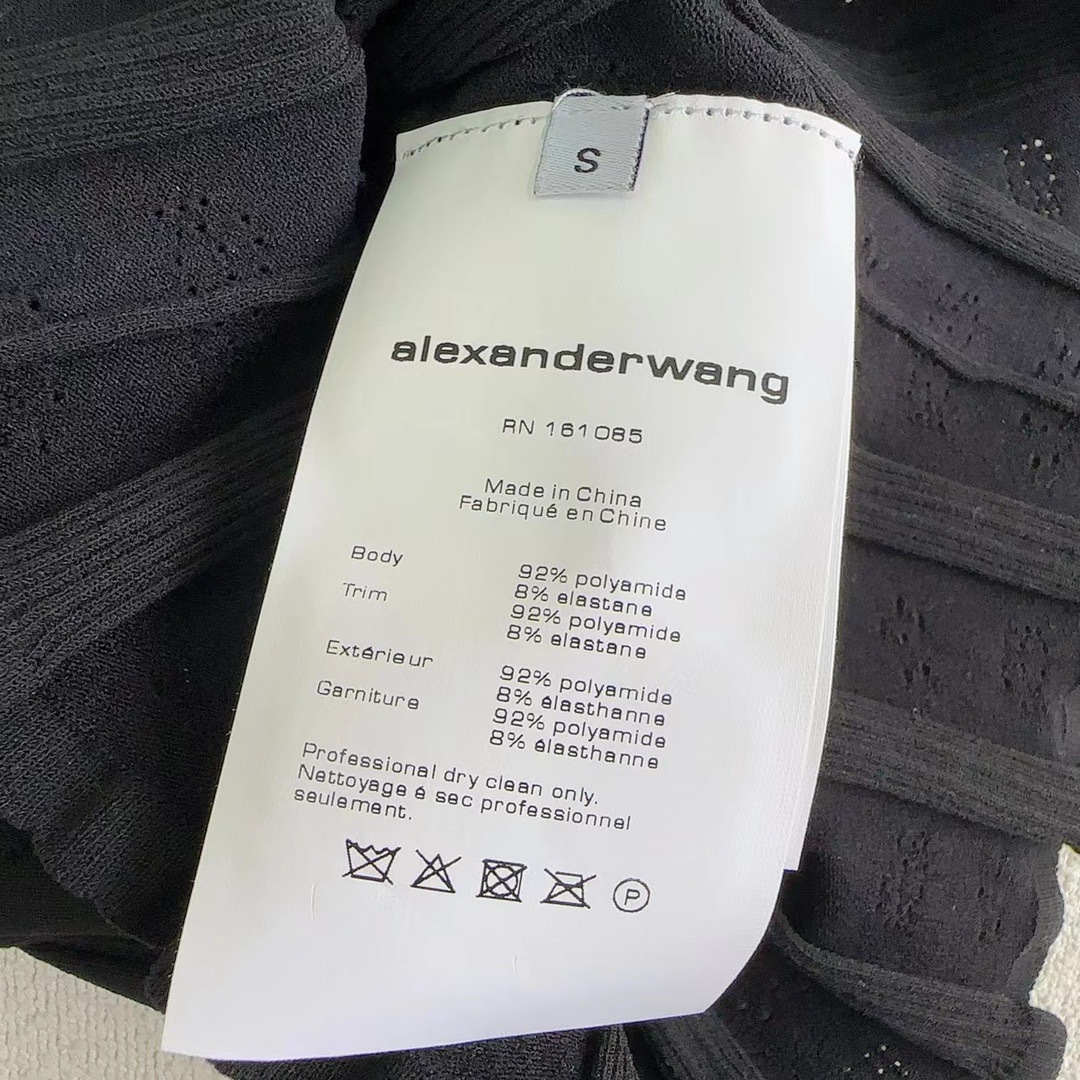 S
alexanderwang
RN 161085
Made in China
Fabriqué en Chine
Body
92% polyamide
8% elastane
Trim
92% polyamide
8% elastane
Extérieur
92% polyamide
8% élasthanne
Garniture
92% polyamide
8% élasthanne
Professional dry clean only.
Nettoyage é sec professionnel
seulement.
P